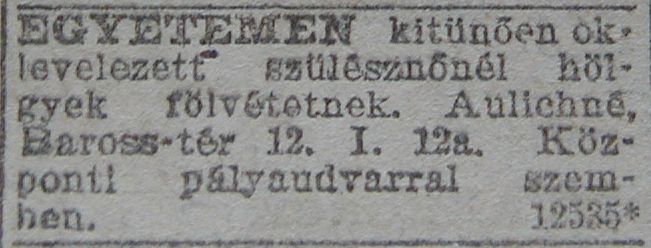 EGYETEMEN kitünően ok-
levelezett szülésznőnél höl-
gyek fölvétetnek. Aulichné,
Baross-tér 12. I. 12a. Köz-
ponti pályaudvarral szem-
ben. 12535*